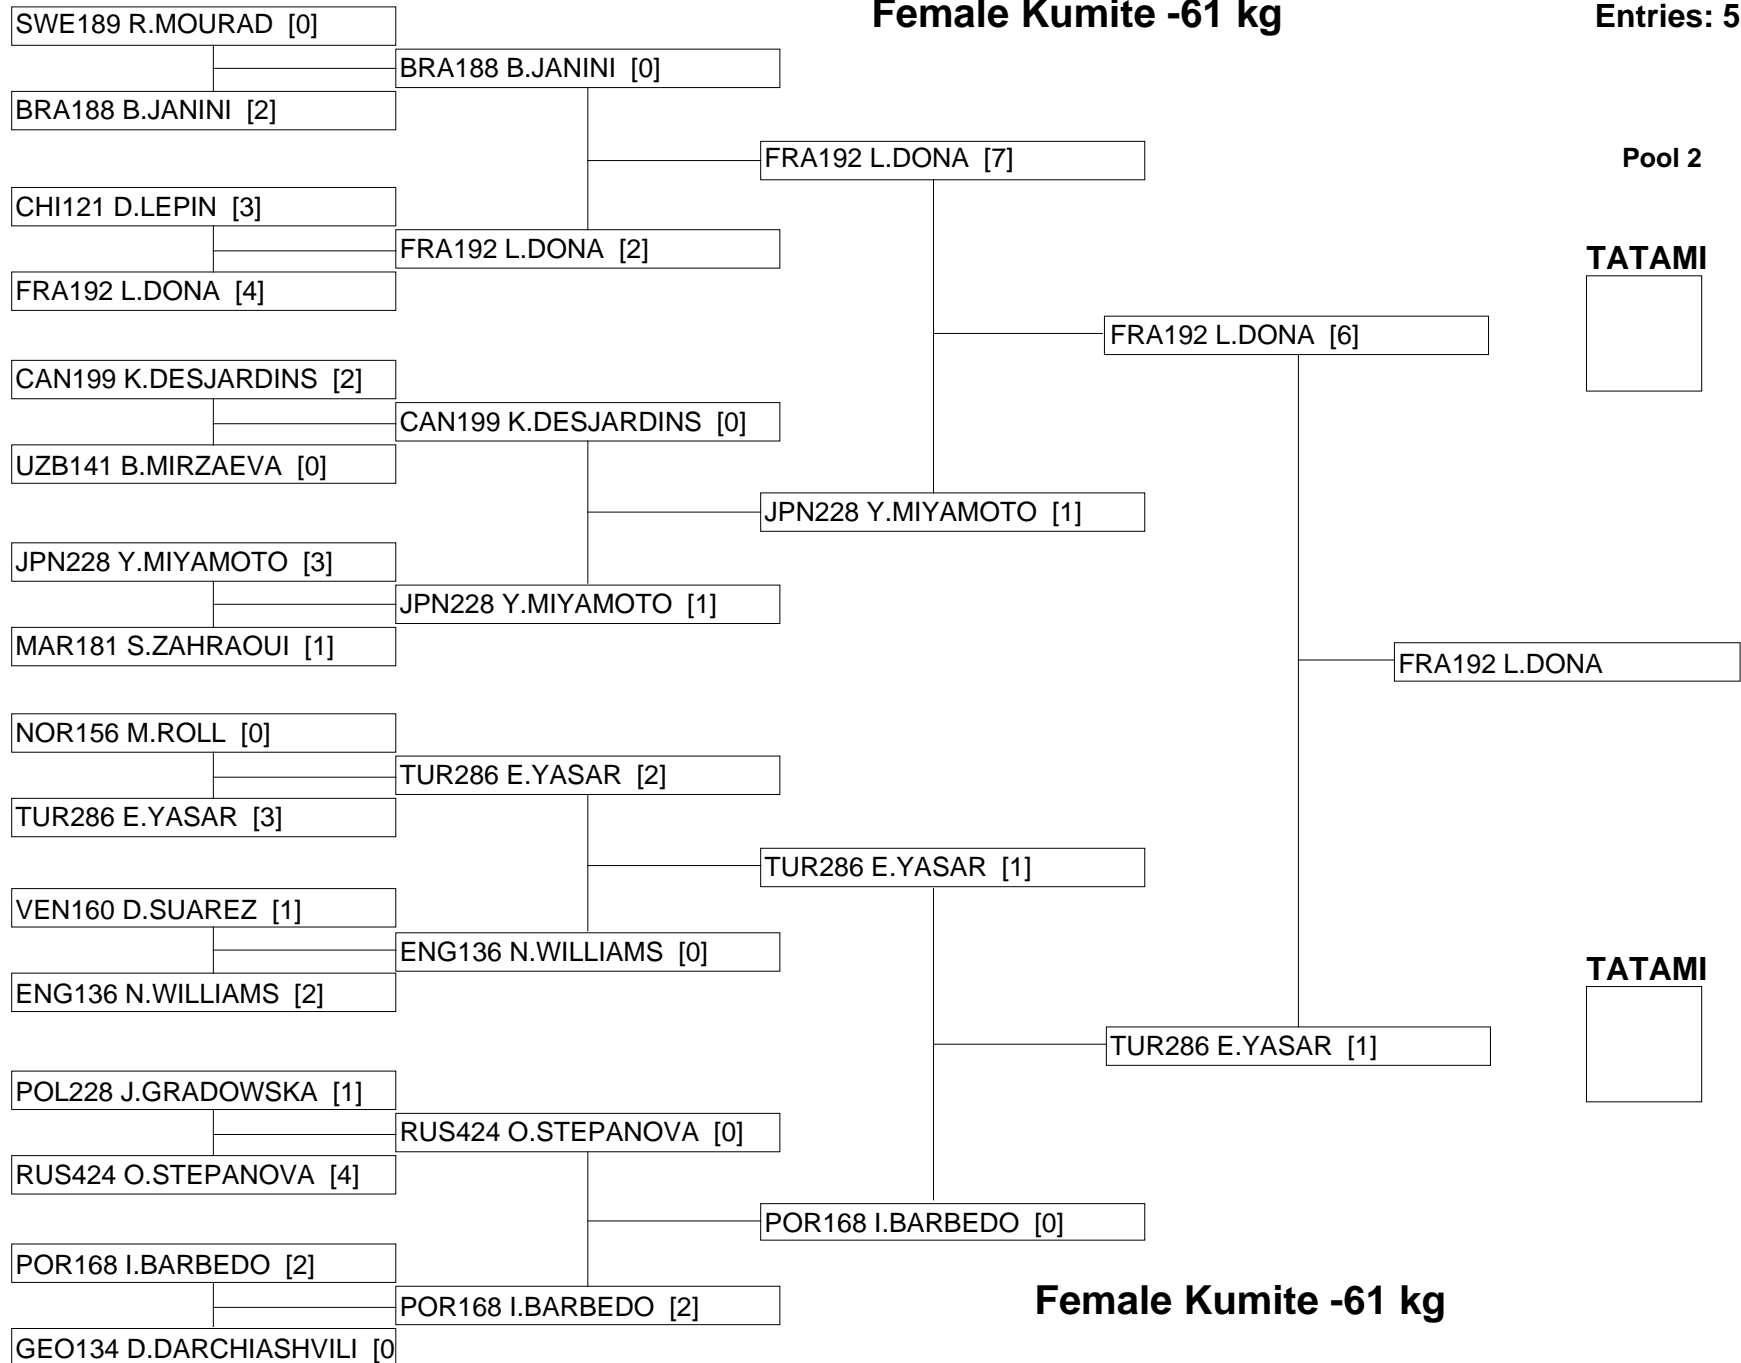 Female Kumite -61 kg
Entries: 5
SWE189 R.MOURAD [0]
BRA188 B.JANINI [0]
BRA188 B.JANINI [2]
FRA192 L.DONA [7]
Pool 2
CHI121 D.LEPIN [3]
FRA192 L.DONA [2]
TATAMI
FRA192 L.DONA [4]
FRA192 L.DONA [6]
CAN199 K.DESJARDINS [2]
CAN199 K.DESJARDINS [0]
UZB141 B.MIRZAEVA [0]
JPN228 Y.MIYAMOTO [1]
JPN228 Y.MIYAMOTO [3]
JPN228 Y.MIYAMOTO [1]
MAR181 S.ZAHRAOUI [1]
FRA192 L.DONA
NOR156 M.ROLL [0]
TUR286 E.YASAR [2]
TUR286 E.YASAR [3]
TUR286 E.YASAR [1]
VEN160 D.SUAREZ [1]
ENG136 N.WILLIAMS [0]
TATAMI
ENG136 N.WILLIAMS [2]
TUR286 E.YASAR [1]
POL228 J.GRADOWSKA [1]
RUS424 O.STEPANOVA [0]
RUS424 O.STEPANOVA [4]
POR168 I.BARBEDO [0]
POR168 I.BARBEDO [2]
POR168 I.BARBEDO [2]
Female Kumite -61 kg
GEO134 D.DARCHIASHVILI [0